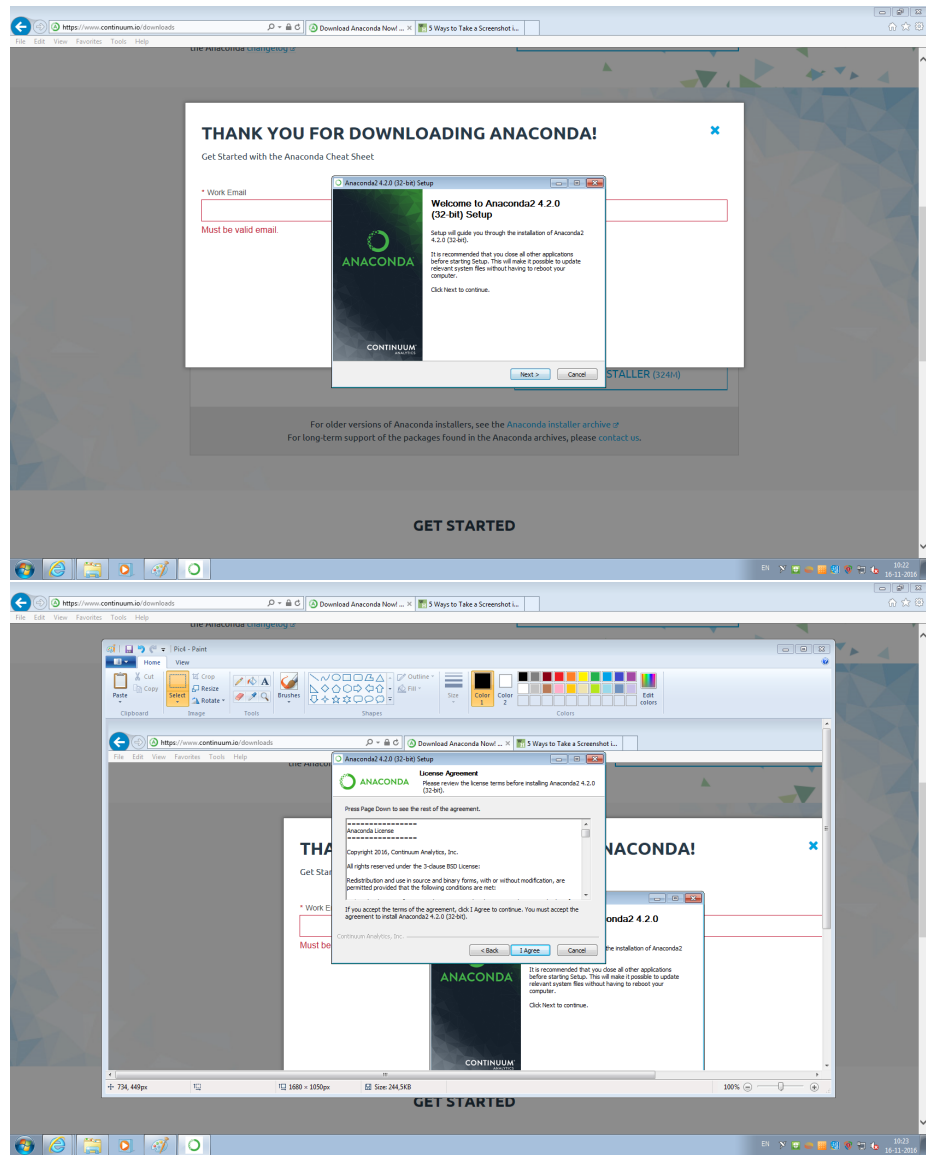 https://www.continuum.io/downloads
Download Anaconda Now! ...
5 Ways to Take a Screenshot i...
File Edit View Favorites Tools Help
the Anaconda changelog
THANK YOU FOR DOWNLOADING ANACONDA!
Get Started with the Anaconda Cheat Sheet
* Work Email
Must be valid email.
Anaconda2 4.2.0 (32-bit) Setup
Welcome to Anaconda2 4.2.0
(32-bit) Setup
Setup will guide you through the installation of Anaconda2
4.2.0 (32-bit).
It is recommended that you close all other applications
before starting Setup. This will make it possible to update
relevant system files without having to reboot your
computer.
Click Next to continue.
ANACONDA
CONTINUUM
ANALYTICS
Next >
Cancel
STALLER (324M)
For older versions of Anaconda installers, see the Anaconda installer archive
For long-term support of the packages found in the Anaconda archives, please contact us.
GET STARTED
EN
10:22
16-11-2016
https://www.continuum.io/downloads
Download Anaconda Now! ...
5 Ways to Take a Screenshot i...
File Edit View Favorites Tools Help
the Anaconda changelog
Pic4 - Paint
Home View
Paste
Cut
Copy
Select
Crop
Resize
Rotate
A
Brushes
Outline
Fill
Size
Color
1
Color
2
Edit
colors
Clipboard
Image
Tools
Shapes
Colors
https://www.continuum.io/downloads
Download Anaconda Now! ...
5 Ways to Take a Screenshot i...
File Edit View Favorites Tools Help
the Anacon
Anaconda2 4.2.0 (32-bit) Setup
ANACONDA
License Agreement
Please review the license terms before installing Anaconda2 4.2.0
(32-bit).
Press Page Down to see the rest of the agreement.
================
Anaconda License
================
Copyright 2016, Continuum Analytics, Inc.
All rights reserved under the 3-clause BSD License:
Redistribution and use in source and binary forms, with or without modification, are
permitted provided that the following conditions are met:
If you accept the terms of the agreement, click I Agree to continue. You must accept the
agreement to install Anaconda2 4.2.0 (32-bit).
Continuum Analytics, Inc.
< Back
I Agree
Cancel
THA
NACONDA!
Get Star
* Work E
Must be
onda2 4.2.0
the installation of Anaconda2
It is recommended that you close all other applications
before starting Setup. This will make it possible to update
relevant system files without having to reboot your
computer.
Click Next to continue.
ANACONDA
CONTINUUM
ANALYTICS
734, 449px
1680 × 1050px
Size: 244,5KB
100%
GET STARTED
EN
10:23
16-11-2016